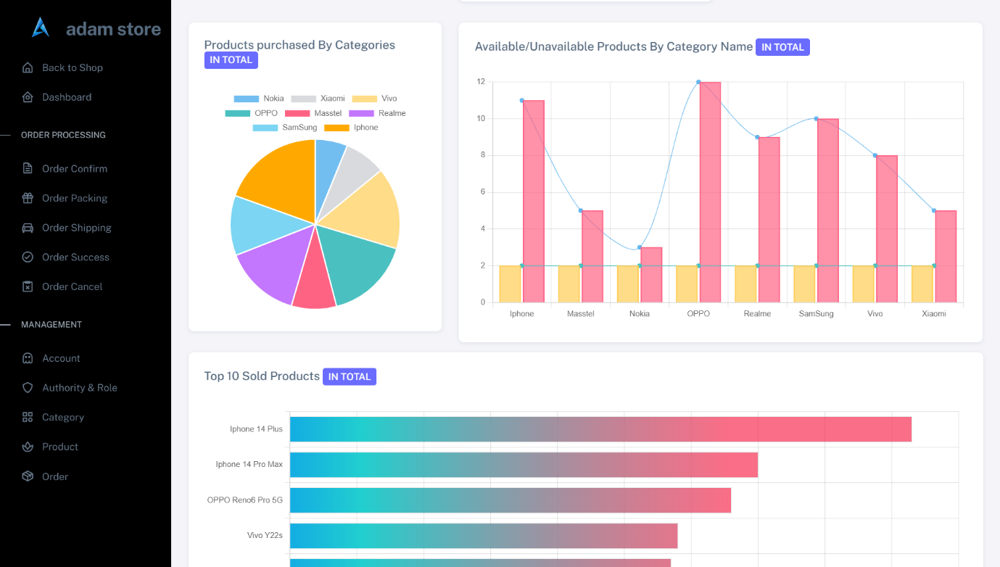 adam store
Back to Shop
Dashboard
ORDER PROCESSING
Order Confirm
Order Packing
Order Shipping
Order Success
Order Cancel
MANAGEMENT
Account
Authority & Role
Category
Product
Order
Products purchased By Categories
IN TOTAL
Nokia Xiaomi Vivo
OPPO Masstel Realme
SamSung Iphone
Available/Unavailable Products By Category Name IN TOTAL
12
10
8
6
4
2
0
Iphone Masstel Nokia OPPO Realme SamSung Vivo Xiaomi
Top 10 Sold Products IN TOTAL
Iphone 14 Plus
Iphone 14 Pro Max
OPPO Reno6 Pro 5G
Vivo Y22s